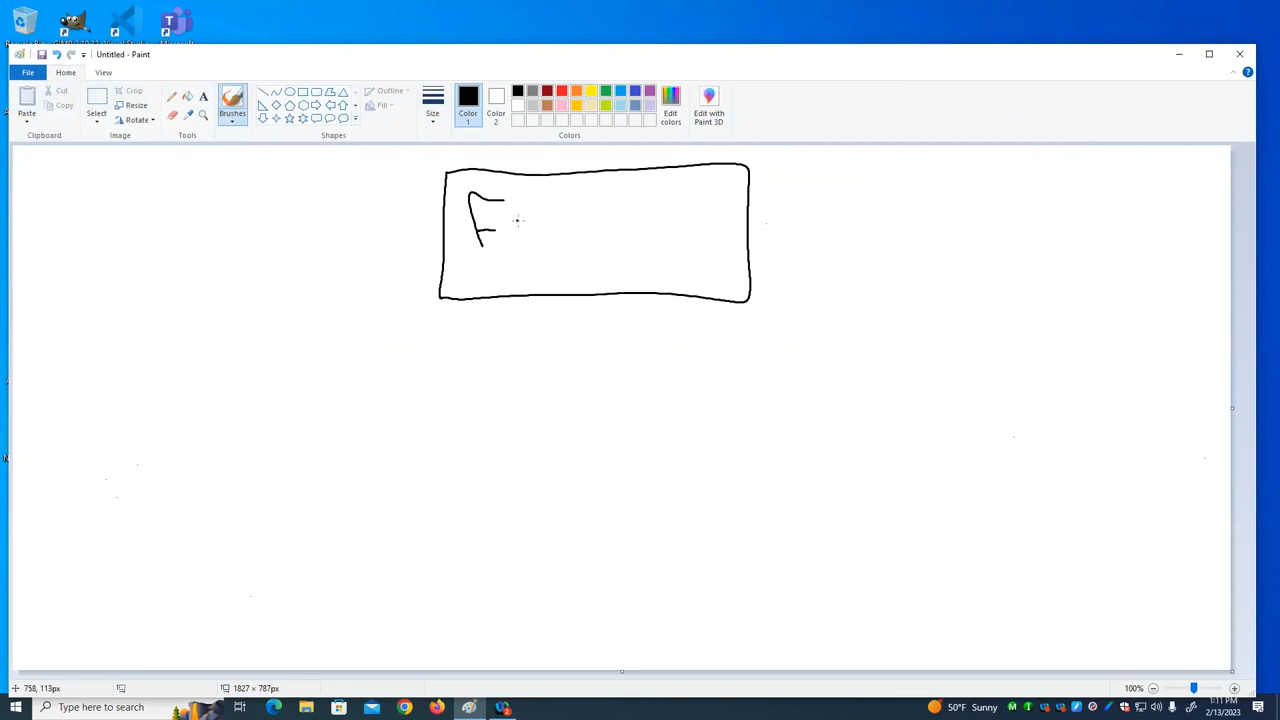 Untitled - Paint
File
Home
View
Paste
Cut
Copy
Clipboard
Select
Crop
Resize
Rotate
Image
Tools
Brushes
Shapes
Outline
Fill
Size
Color 1
Color 2
Edit colors
Edit with Paint 3D
Colors
F
758, 113px
1827 × 787px
100%
Type here to search
50°F Sunny
1:11 PM
2/13/2023